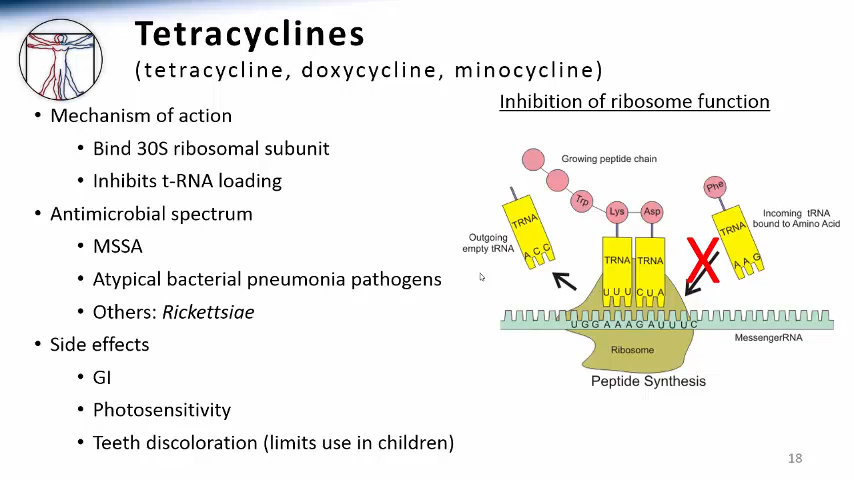 Tetracyclines
(tetracycline, doxycycline, minocycline)
• Mechanism of action
• Bind 30S ribosomal subunit
• Inhibits t-RNA loading
• Antimicrobial spectrum
• MSSA
• Atypical bacterial pneumonia pathogens
• Others: Rickettsiae
• Side effects
• GI
• Photosensitivity
• Teeth discoloration (limits use in children)
Inhibition of ribosome function
Growing peptide chain
Trp
Lys
Asp
Phe
Outgoing
empty tRNA
TRNA
A C C
TRNA
UUU
TRNA
CUA
TRNA
A A G
Incoming tRNA
bound to Amino Acid
UGGAAAGAUUUC
MessengerRNA
Ribosome
Peptide Synthesis
18